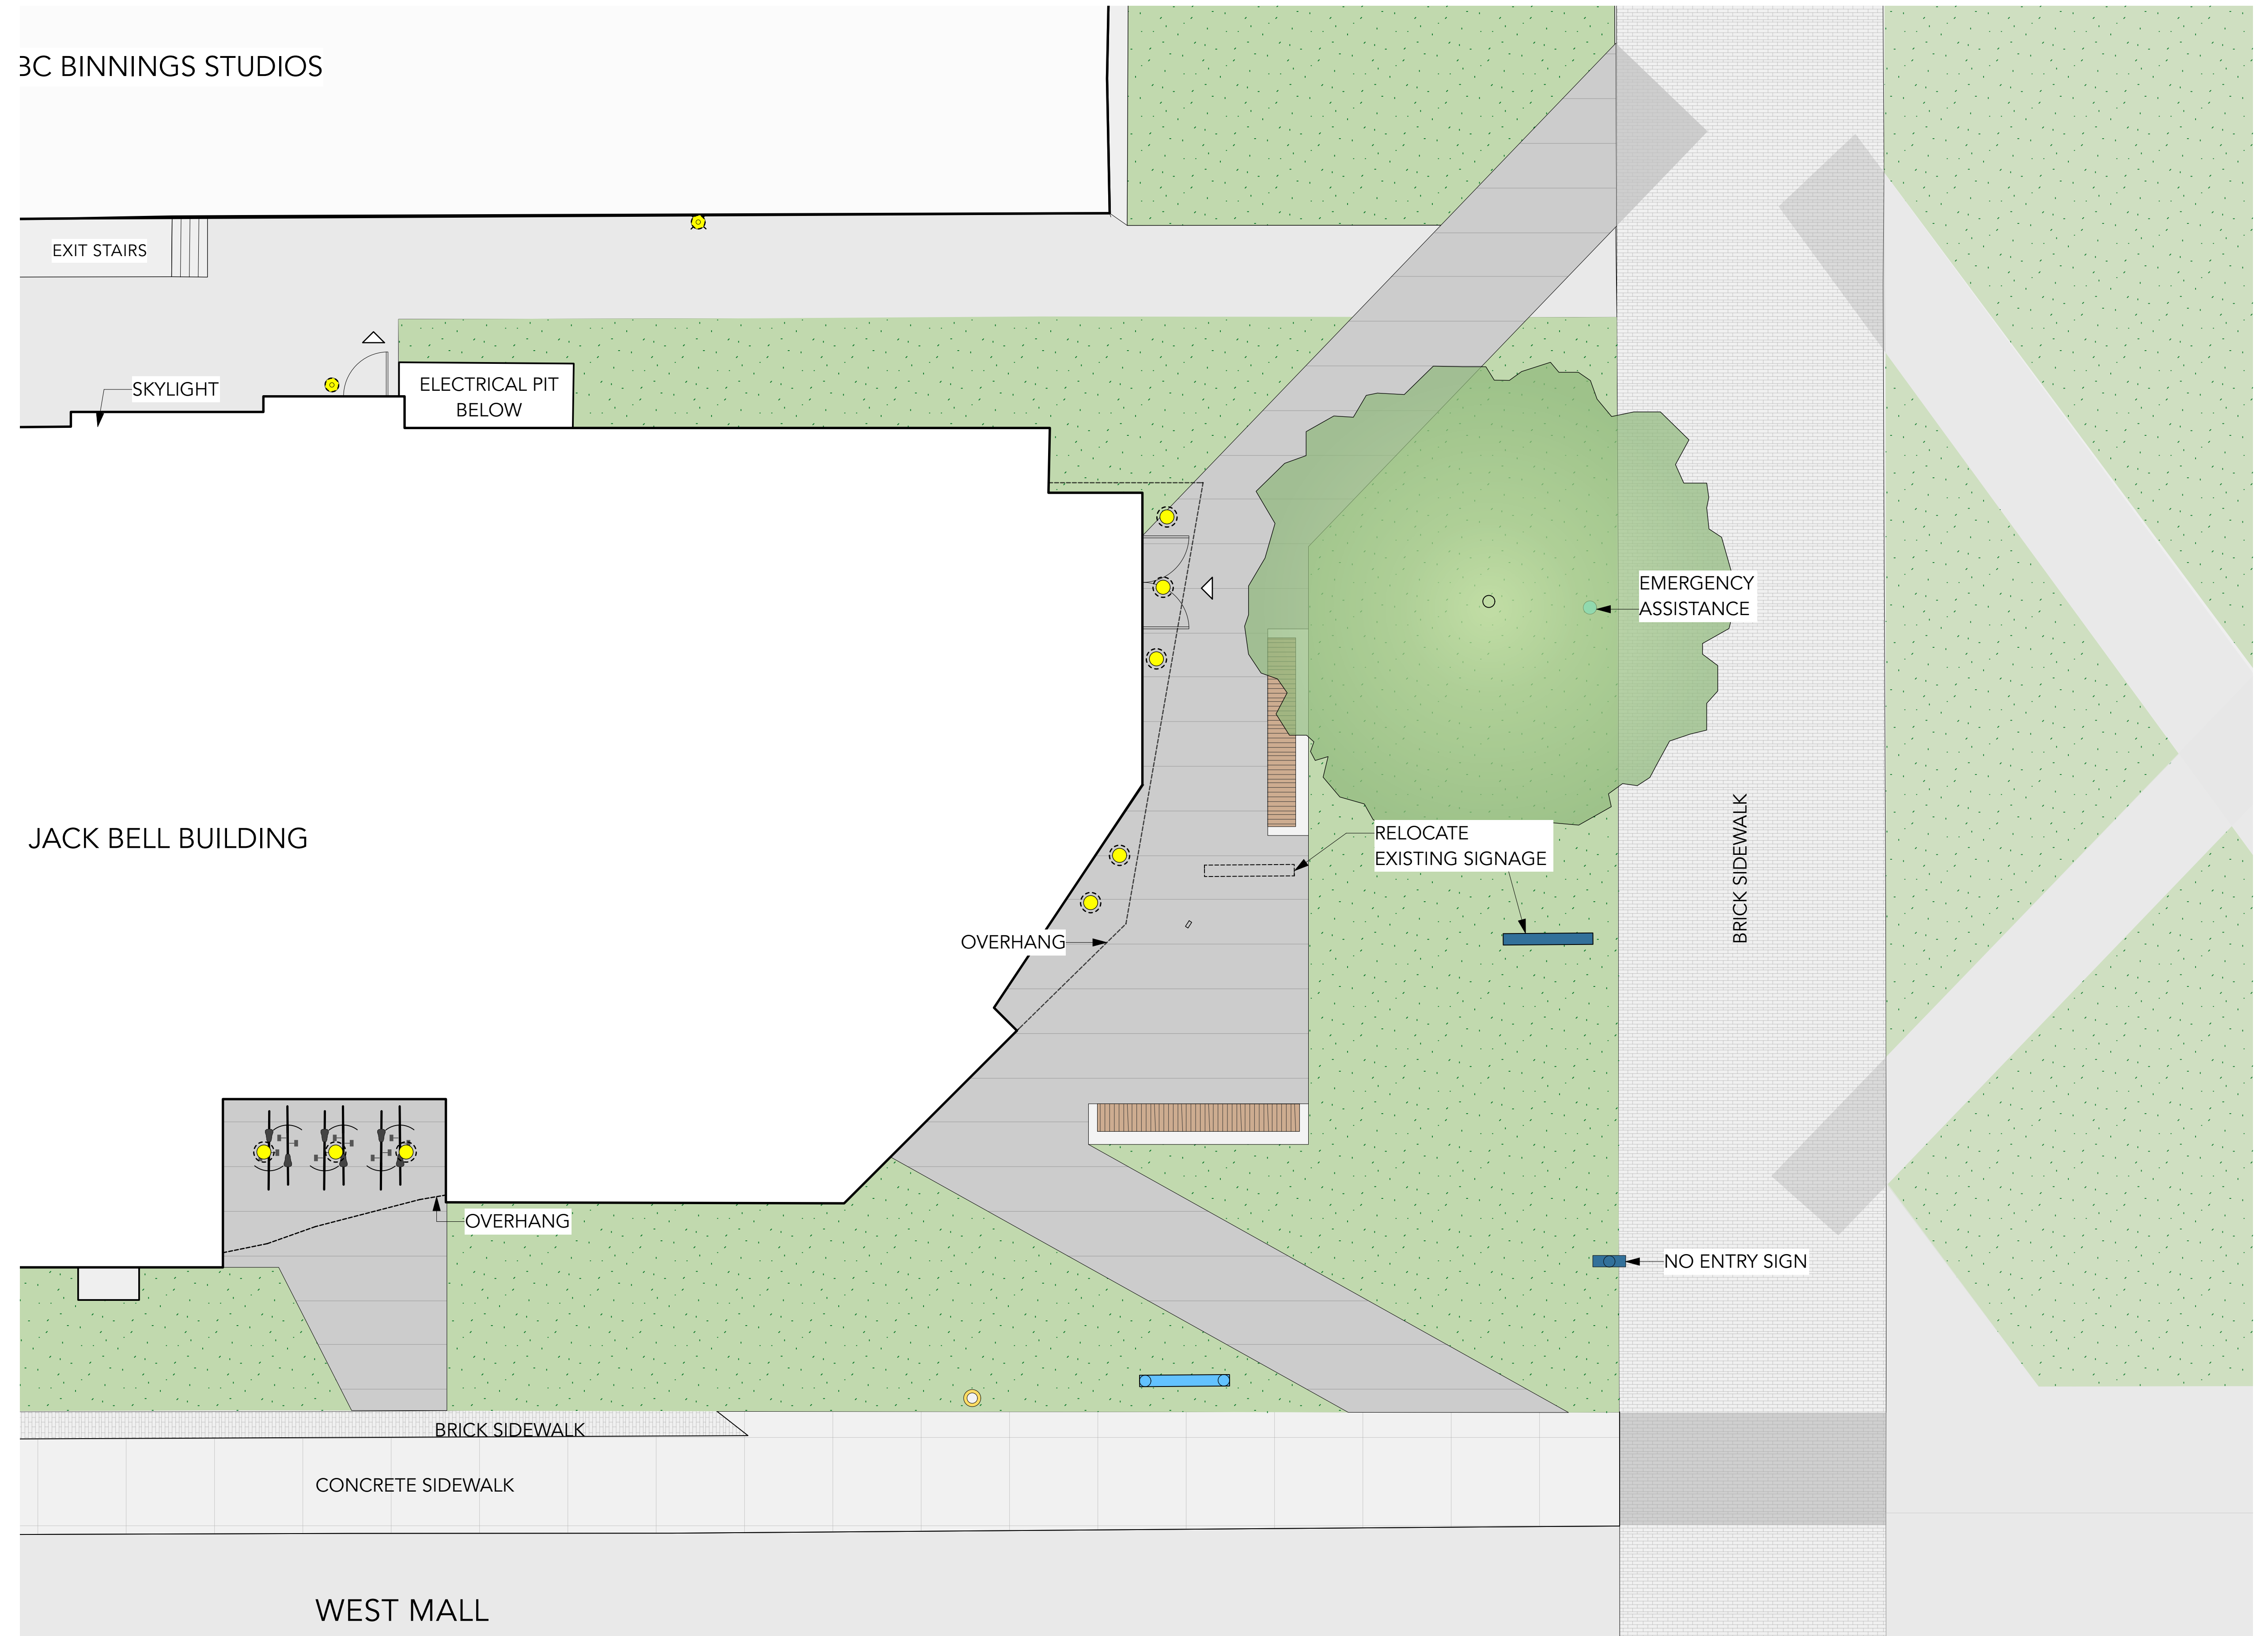 BC BINNINGS STUDIOS
EXIT STAIRS
SKYLIGHT
ELECTRICAL PIT
BELOW
EMERGENCY
ASSISTANCE
JACK BELL BUILDING
RELOCATE
EXISTING SIGNAGE
BRICK SIDEWALK
OVERHANG
OVERHANG
NO ENTRY SIGN
BRICK SIDEWALK
CONCRETE SIDEWALK
WEST MALL